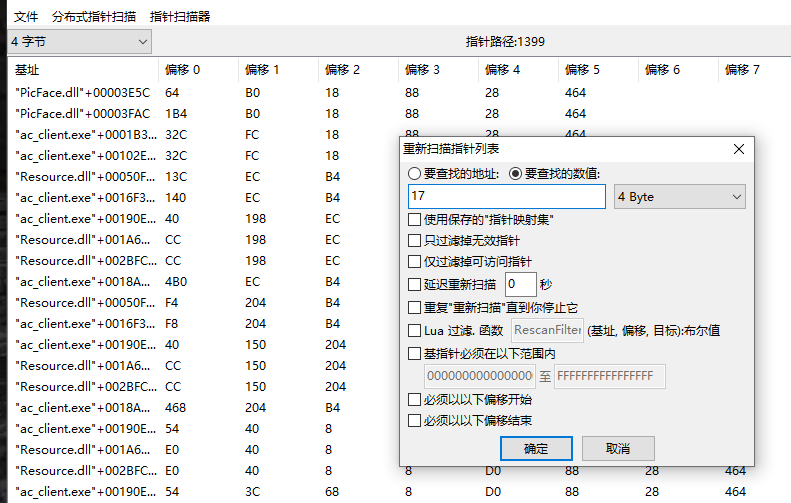 文件 分布式指针扫描 指针扫描器
4 字节 指针路径:1399
基址 偏移 0 偏移 1 偏移 2 偏移 3 偏移 4 偏移 5 偏移 6 偏移 7
"PicFace.dll"+00003E5C 64 B0 18 88 28 464
"PicFace.dll"+00003FAC 1B4 B0 18 88 28 464
"ac_client.exe"+0001B3... 32C FC 18 88 28 464
"ac_client.exe"+00102E... 32C FC 18
"Resource.dll"+00050F... 13C EC B4
"ac_client.exe"+0016F3... 140 EC B4
"ac_client.exe"+00190E... 40 198 EC
"Resource.dll"+001A6... CC 198 EC
"Resource.dll"+002BFC... CC 198 EC
"ac_client.exe"+0018A... 4B0 EC B4
"Resource.dll"+00050F... F4 204 B4
"ac_client.exe"+0016F3... F8 204 B4
"ac_client.exe"+00190E... 40 150 204
"Resource.dll"+001A6... CC 150 204
"Resource.dll"+002BFC... CC 150 204
"ac_client.exe"+0018A... 468 204 B4
"ac_client.exe"+00190E... 54 40 8
"Resource.dll"+001A6... E0 40 8
"Resource.dll"+002BFC... E0 40 8 8 D0 88 28 464
"ac_client.exe"+00190E... 54 3C 68 8 D0 88 28 464
重新扫描指针列表
要查找的地址: 要查找的数值:
17 4 Byte
使用保存的"指针映射集"
只过滤掉无效指针
仅过滤掉可访问指针
延迟重新扫描 0 秒
重复"重新扫描"直到你停止它
Lua 过滤. 函数 RescanFilter (基址, 偏移, 目标):布尔值
基指针必须在以下范围内
000000000000000 至 FFFFFFFFFFFFFFFF
必须以以下偏移开始
必须以以下偏移结束
确定 取消